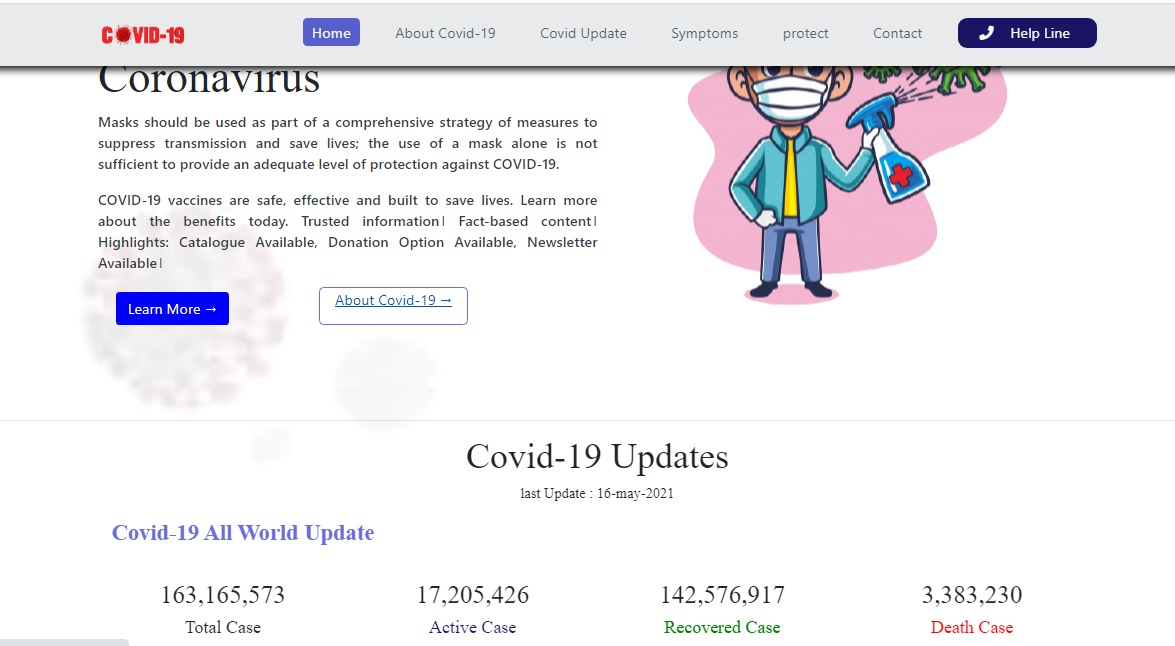 COVID-19
Home
About Covid-19
Covid Update
Symptoms
protect
Contact
Help Line
Coronavirus
Masks should be used as part of a comprehensive strategy of measures to
suppress transmission and save lives; the use of a mask alone is not
sufficient to provide an adequate level of protection against COVID-19.
COVID-19 vaccines are safe, effective and built to save lives. Learn more
about the benefits today. Trusted information| Fact-based content|
Highlights: Catalogue Available, Donation Option Available, Newsletter
Available|
Learn More →
About Covid-19 →
Covid-19 Updates
last Update : 16-may-2021
Covid-19 All World Update
163,165,573
Total Case
17,205,426
Active Case
142,576,917
Recovered Case
3,383,230
Death Case